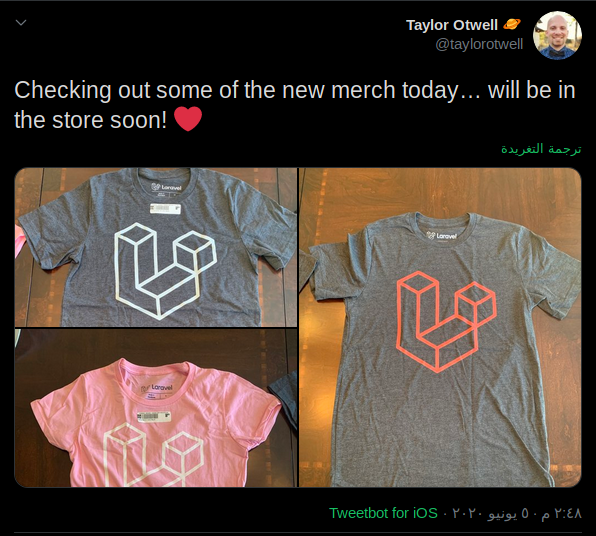 Taylor Otwell 🪐
@taylorotwell
Checking out some of the new merch today… will be in
the store soon! ❤️
ترجمة التغريدة
Laravel
Laravel
Laravel
٢:٤٨ م · ٥ يونيو ٢٠٢٠ · Tweetbot for iOS